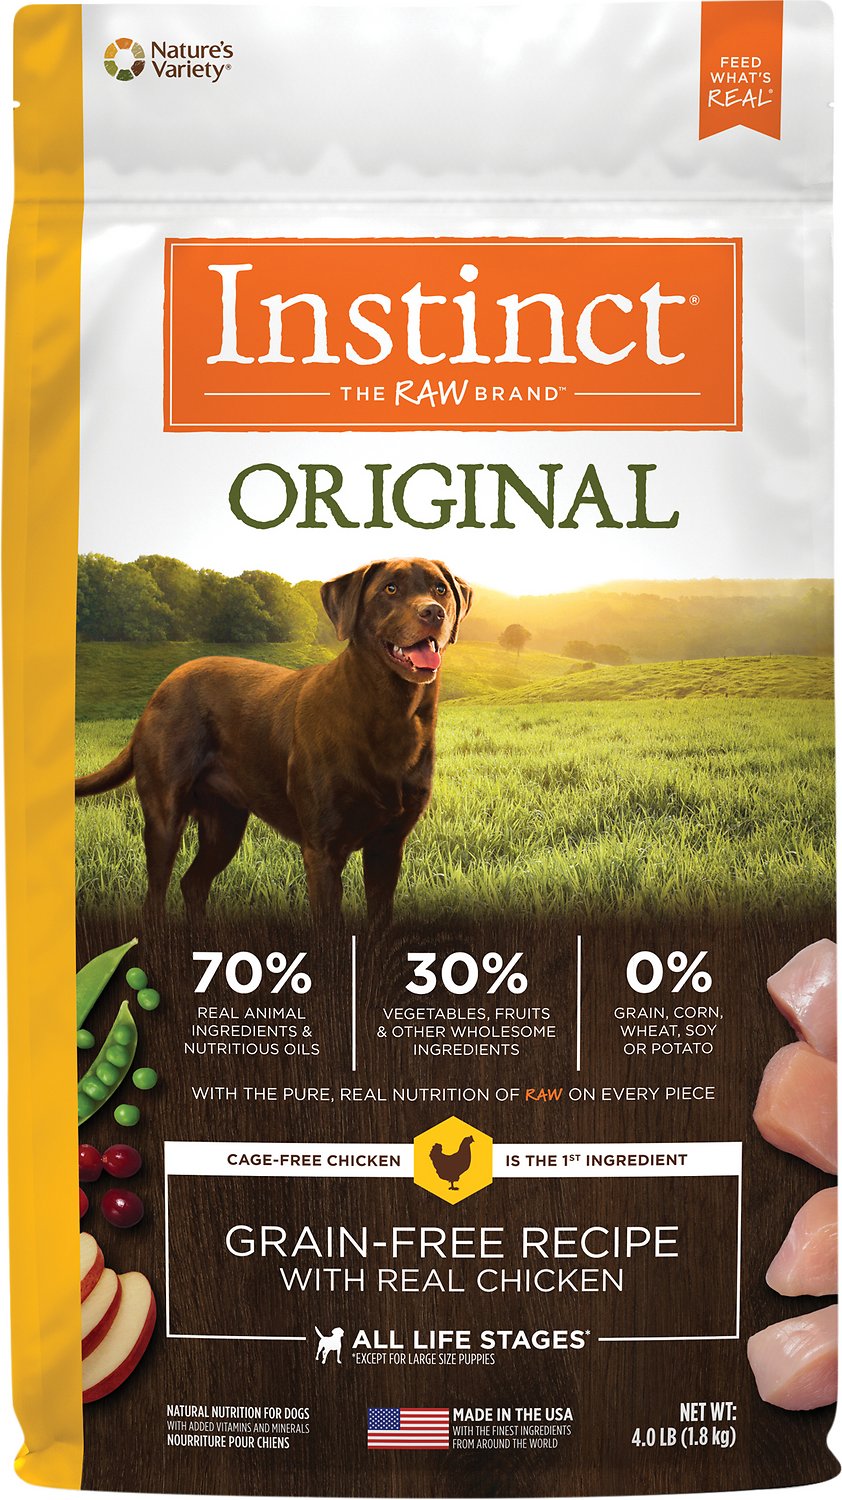 Nature's
Variety®
FEED
WHAT'S
REAL®
Instinct®
THE RAW BRAND™
ORIGINAL
70%
REAL ANIMAL
INGREDIENTS &
NUTRITIOUS OILS
30%
VEGETABLES, FRUITS
& OTHER WHOLESOME
INGREDIENTS
0%
GRAIN, CORN,
WHEAT, SOY
OR POTATO
WITH THE PURE, REAL NUTRITION OF RAW ON EVERY PIECE
CAGE-FREE CHICKEN IS THE 1ST INGREDIENT
GRAIN-FREE RECIPE
WITH REAL CHICKEN
ALL LIFE STAGES*
*EXCEPT FOR LARGE SIZE PUPPIES
NATURAL NUTRITION FOR DOGS
WITH ADDED VITAMINS AND MINERALS
NOURRITURE POUR CHIENS
MADE IN THE USA
WITH THE FINEST INGREDIENTS
FROM AROUND THE WORLD
NET WT:
4.0 LB (1.8 kg)